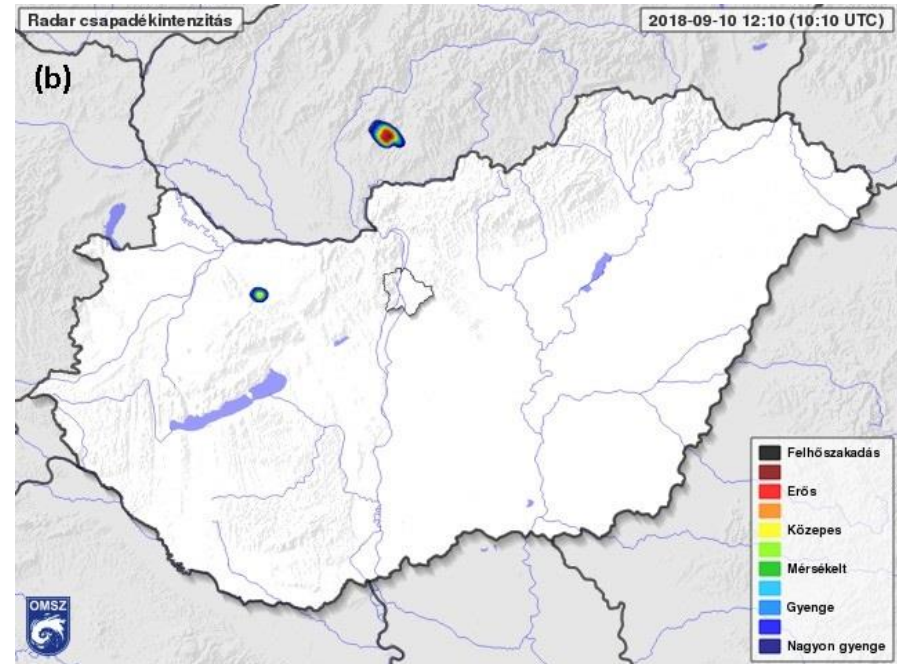 Radar csapadékintenzitás
2018-09-10 12:10 (10:10 UTC)
(b)
Felhőszakadás
Erős
Közepes
Mérsékelt
Gyenge
Nagyon gyenge
OMSZ